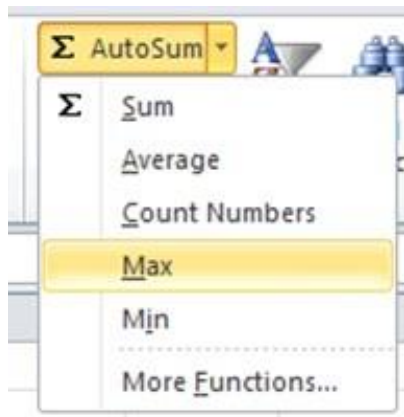 Σ AutoSum
Σ Sum
Average
Count Numbers
Max
Min
More Functions...